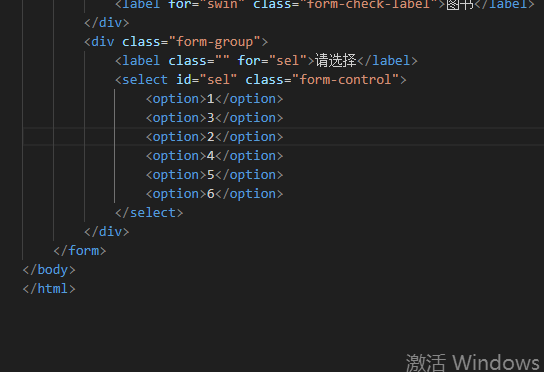 <label for="swin" class="form-check-label">图书</label>
</div>
<div class="form-group">
<label class="" for="sel">请选择</label>
<select id="sel" class="form-control">
<option>1</option>
<option>3</option>
<option>2</option>
<option>4</option>
<option>5</option>
<option>6</option>
</select>
</div>
</form>
</body>
</html>
激活 Windows